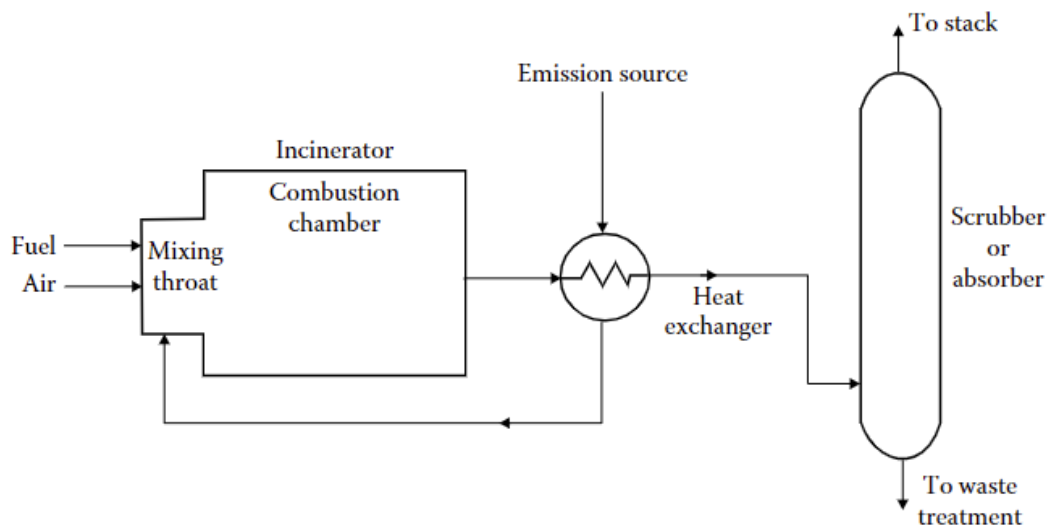 To stack
Emission source
Incinerator
Combustion
chamber
Fuel
Air
Mixing
throat
Heat
exchanger
Scrubber
or
absorber
To waste
treatment